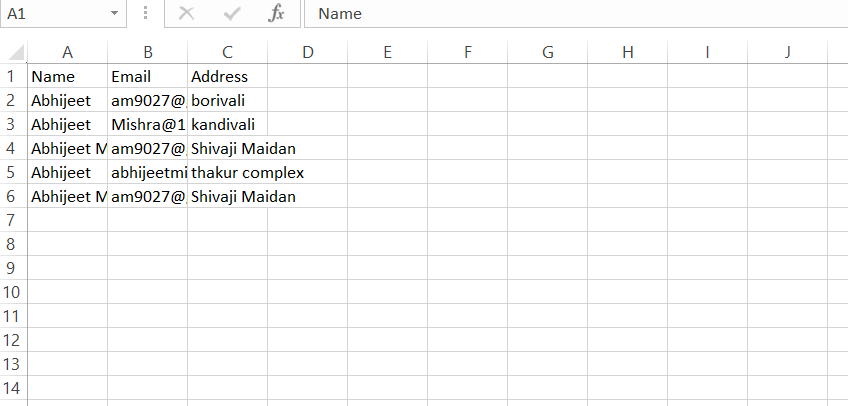 A1 fx Name
A B C D E F G H I J
1 Name Email Address
2 Abhijeet am9027@ borivali
3 Abhijeet Mishra@1 kandivali
4 Abhijeet M am9027@ Shivaji Maidan
5 Abhijeet abhijeetmi thakur complex
6 Abhijeet M am9027@ Shivaji Maidan
7
8
9
10
11
12
13
14